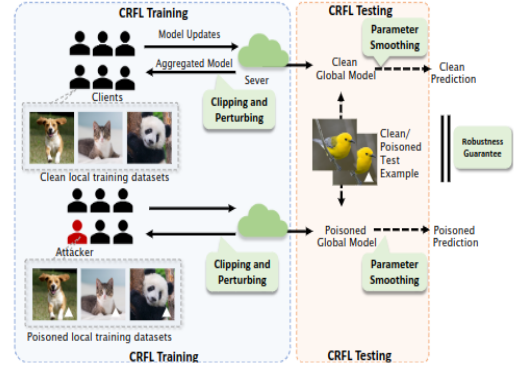 CRFL Training
CRFL Testing
Model Updates
Aggregated Model
Sever
Clients
Clipping and
Perturbing
Clean local training datasets
Parameter
Smoothing
Clean
Global Model
Clean
Prediction
Clean/
Poisoned
Test
Example
Robustness
Guarantee
Attacker
Clipping and
Perturbing
Poisoned
Global Model
Poisoned
Prediction
Parameter
Smoothing
Poisoned local training datasets
CRFL Training
CRFL Testing